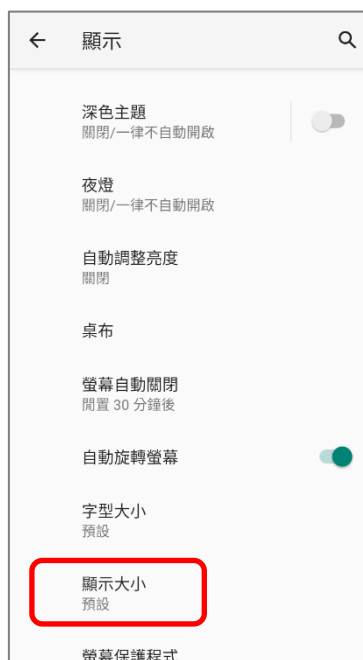 顯示
深色主題
關閉/一律不自動開啟
夜燈
關閉/一律不自動開啟
自動調整亮度
關閉
桌布
螢幕自動關閉
閒置 30 分鐘後
自動旋轉螢幕
字型大小
預設
顯示大小
預設
螢幕保護程式